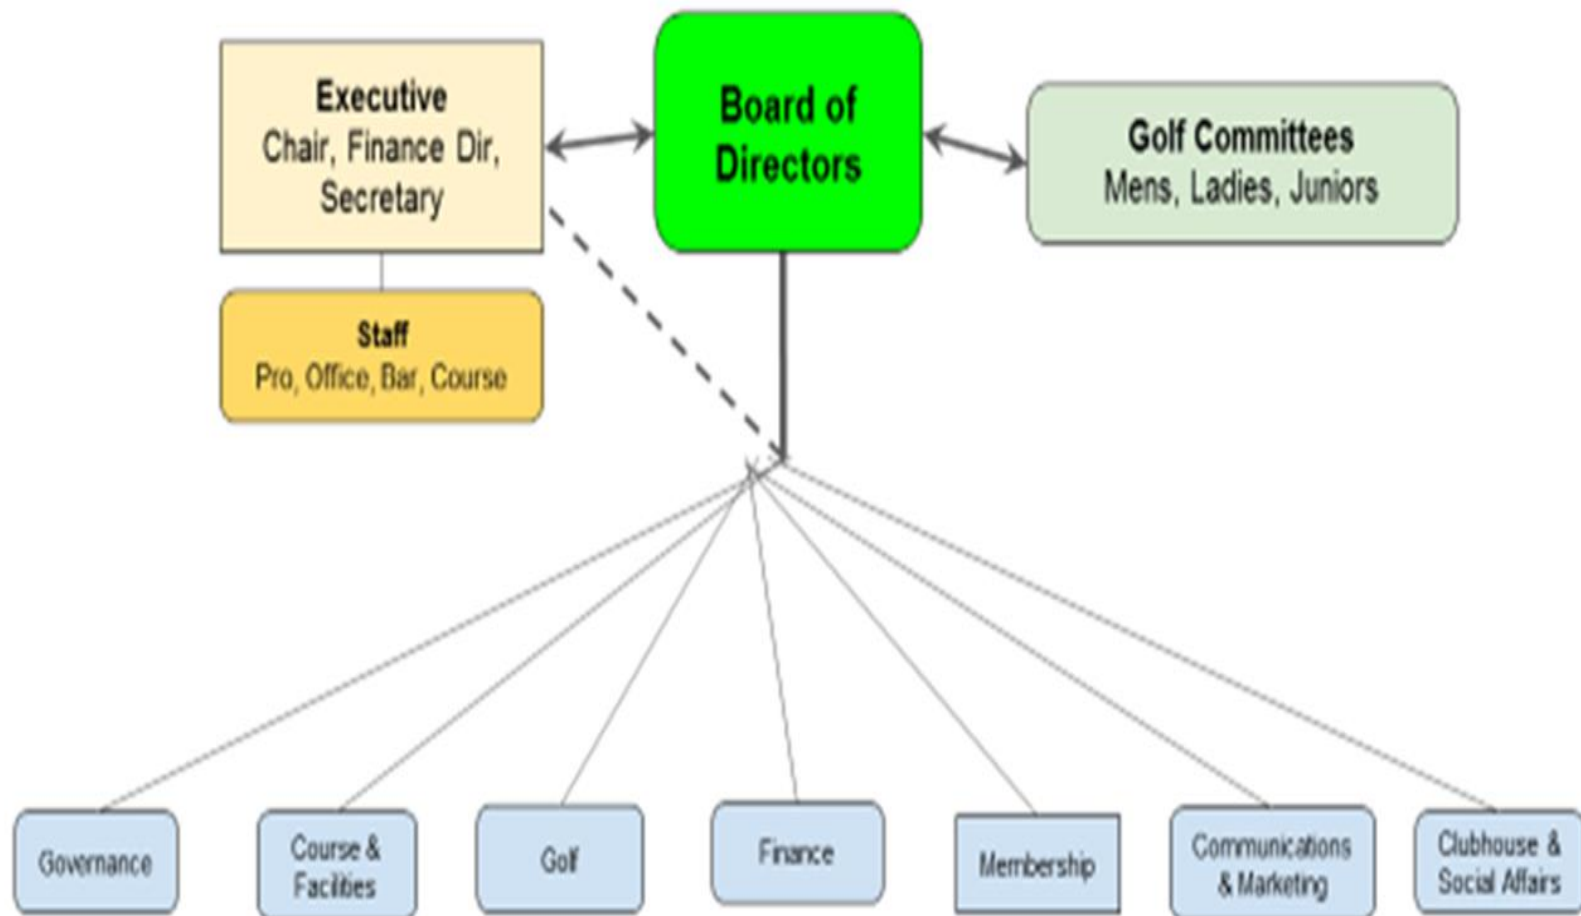 Executive
Chair, Finance Dir,
Secretary
Board of
Directors
Golf Committees
Mens, Ladies, Juniors
Staff
Pro, Office, Bar, Course
Governance
Course &
Facilities
Golf
Finance
Membership
Communications
& Marketing
Clubhouse &
Social Affairs